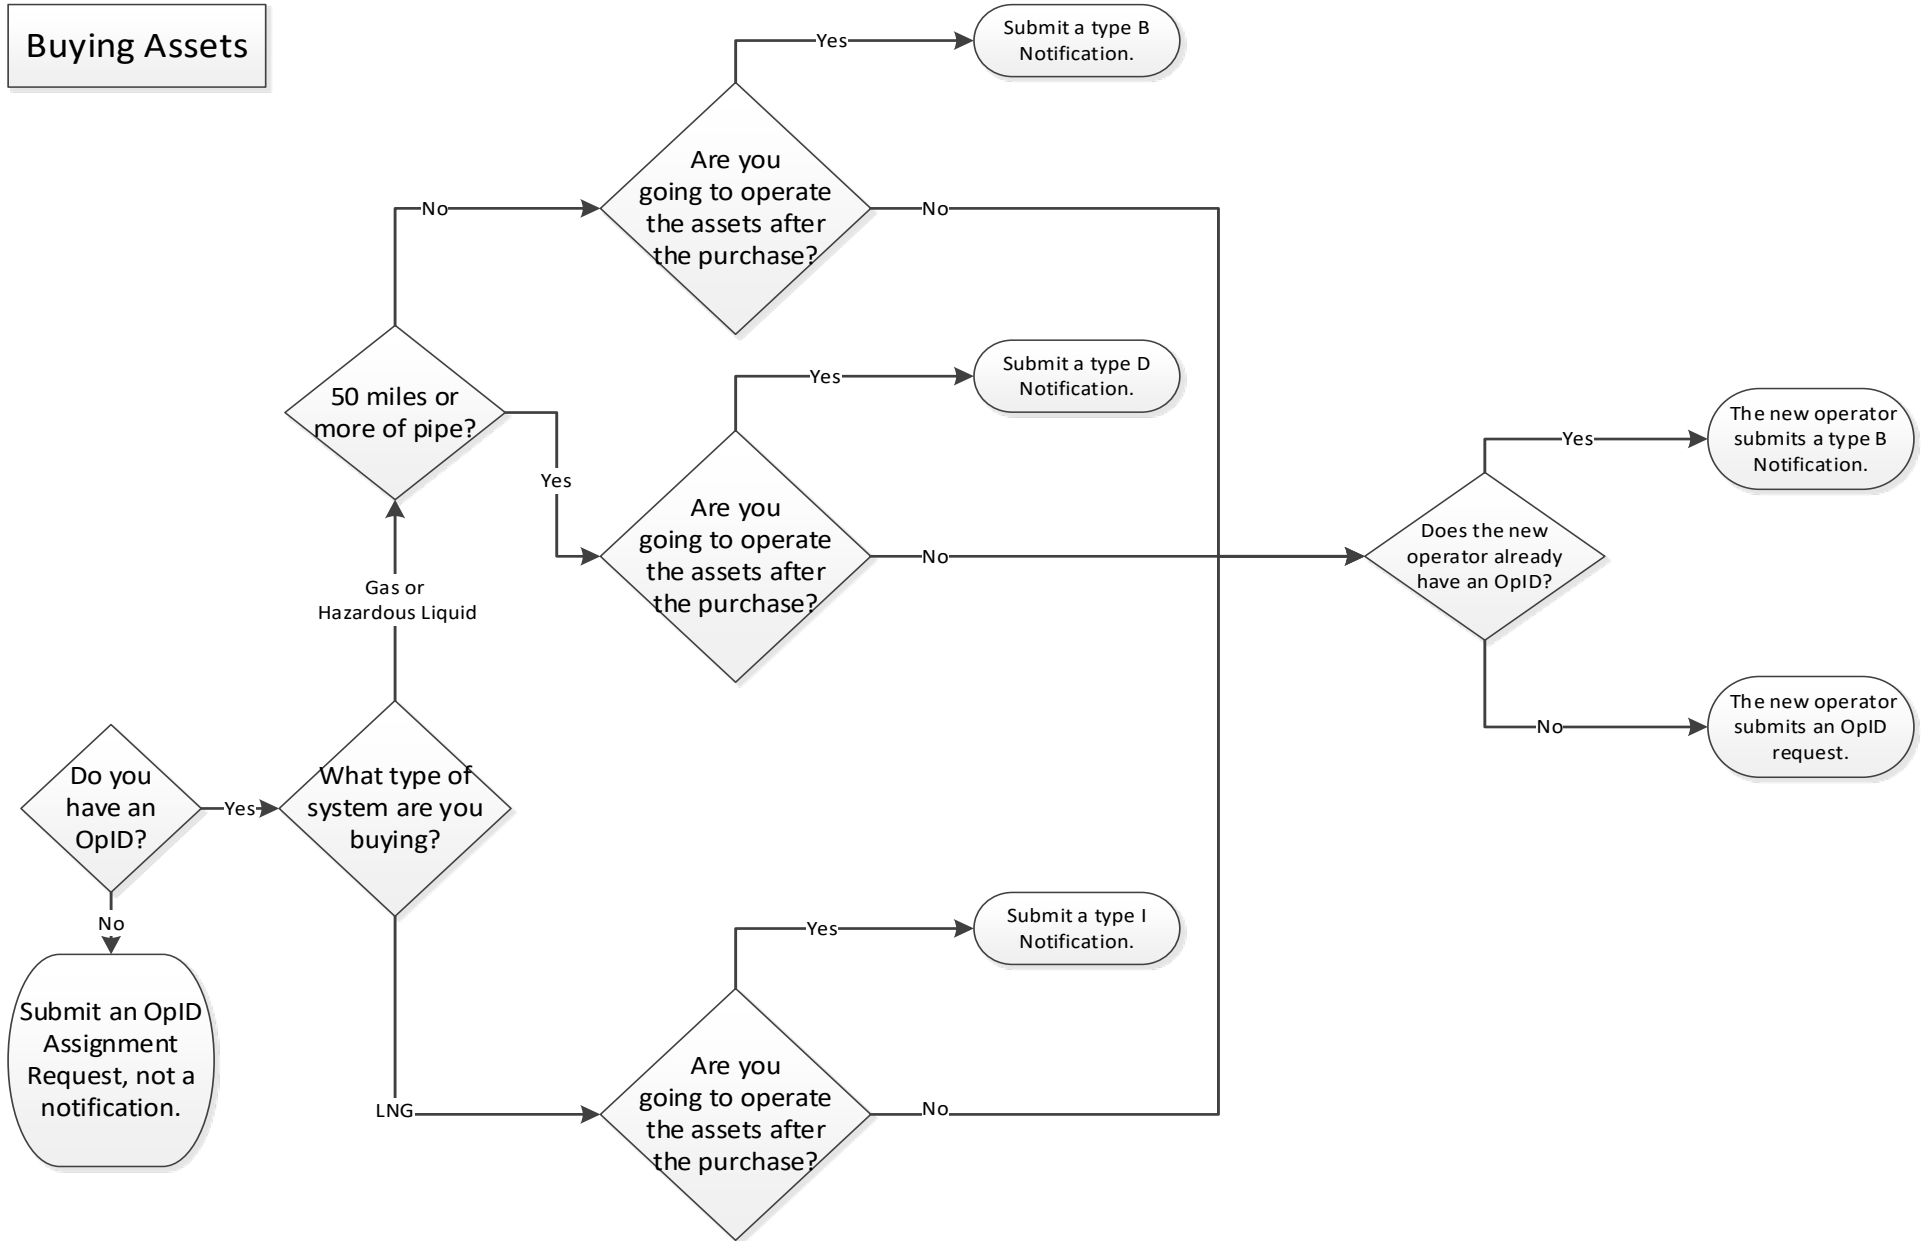 Buying Assets
Do you
have an
OpID?
Yes
No
Submit an OpID
Assignment
Request, not a
notification.
What type of
system are you
buying?
Gas or
Hazardous Liquid
LNG
50 miles or
more of pipe?
No
Yes
Are you
going to operate
the assets after
the purchase?
Yes
No
Submit a type B
Notification.
Are you
going to operate
the assets after
the purchase?
Yes
No
Submit a type D
Notification.
Are you
going to operate
the assets after
the purchase?
Yes
No
Submit a type I
Notification.
Does the new
operator already
have an OpID?
Yes
No
The new operator
submits a type B
Notification.
The new operator
submits an OpID
request.